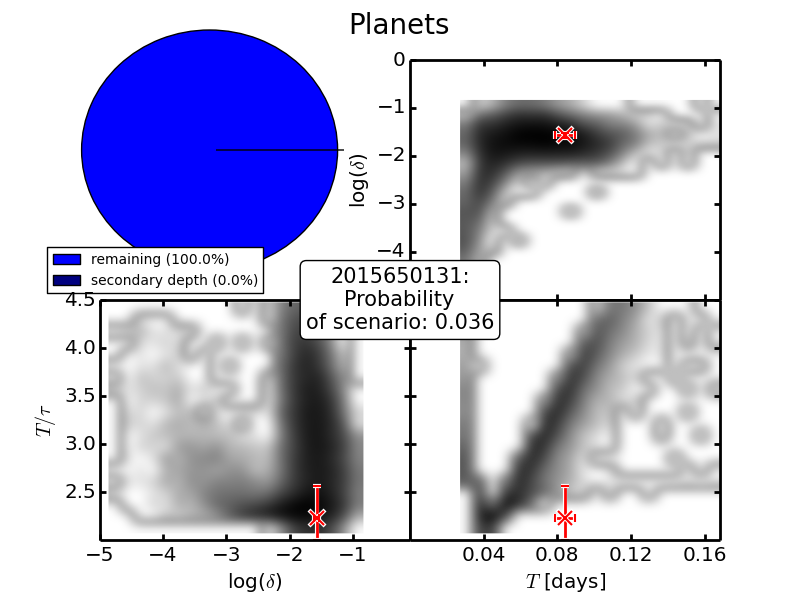 Planets
remaining (100.0%)
secondary depth (0.0%)
0
−1
−2
−3
−4
log(δ)
2015650131:
Probability
of scenario: 0.036
4.5
4.0
3.5
3.0
2.5
T/τ
−5 −4 −3 −2 −1
log(δ)
0.04 0.08 0.12 0.16
T [days]